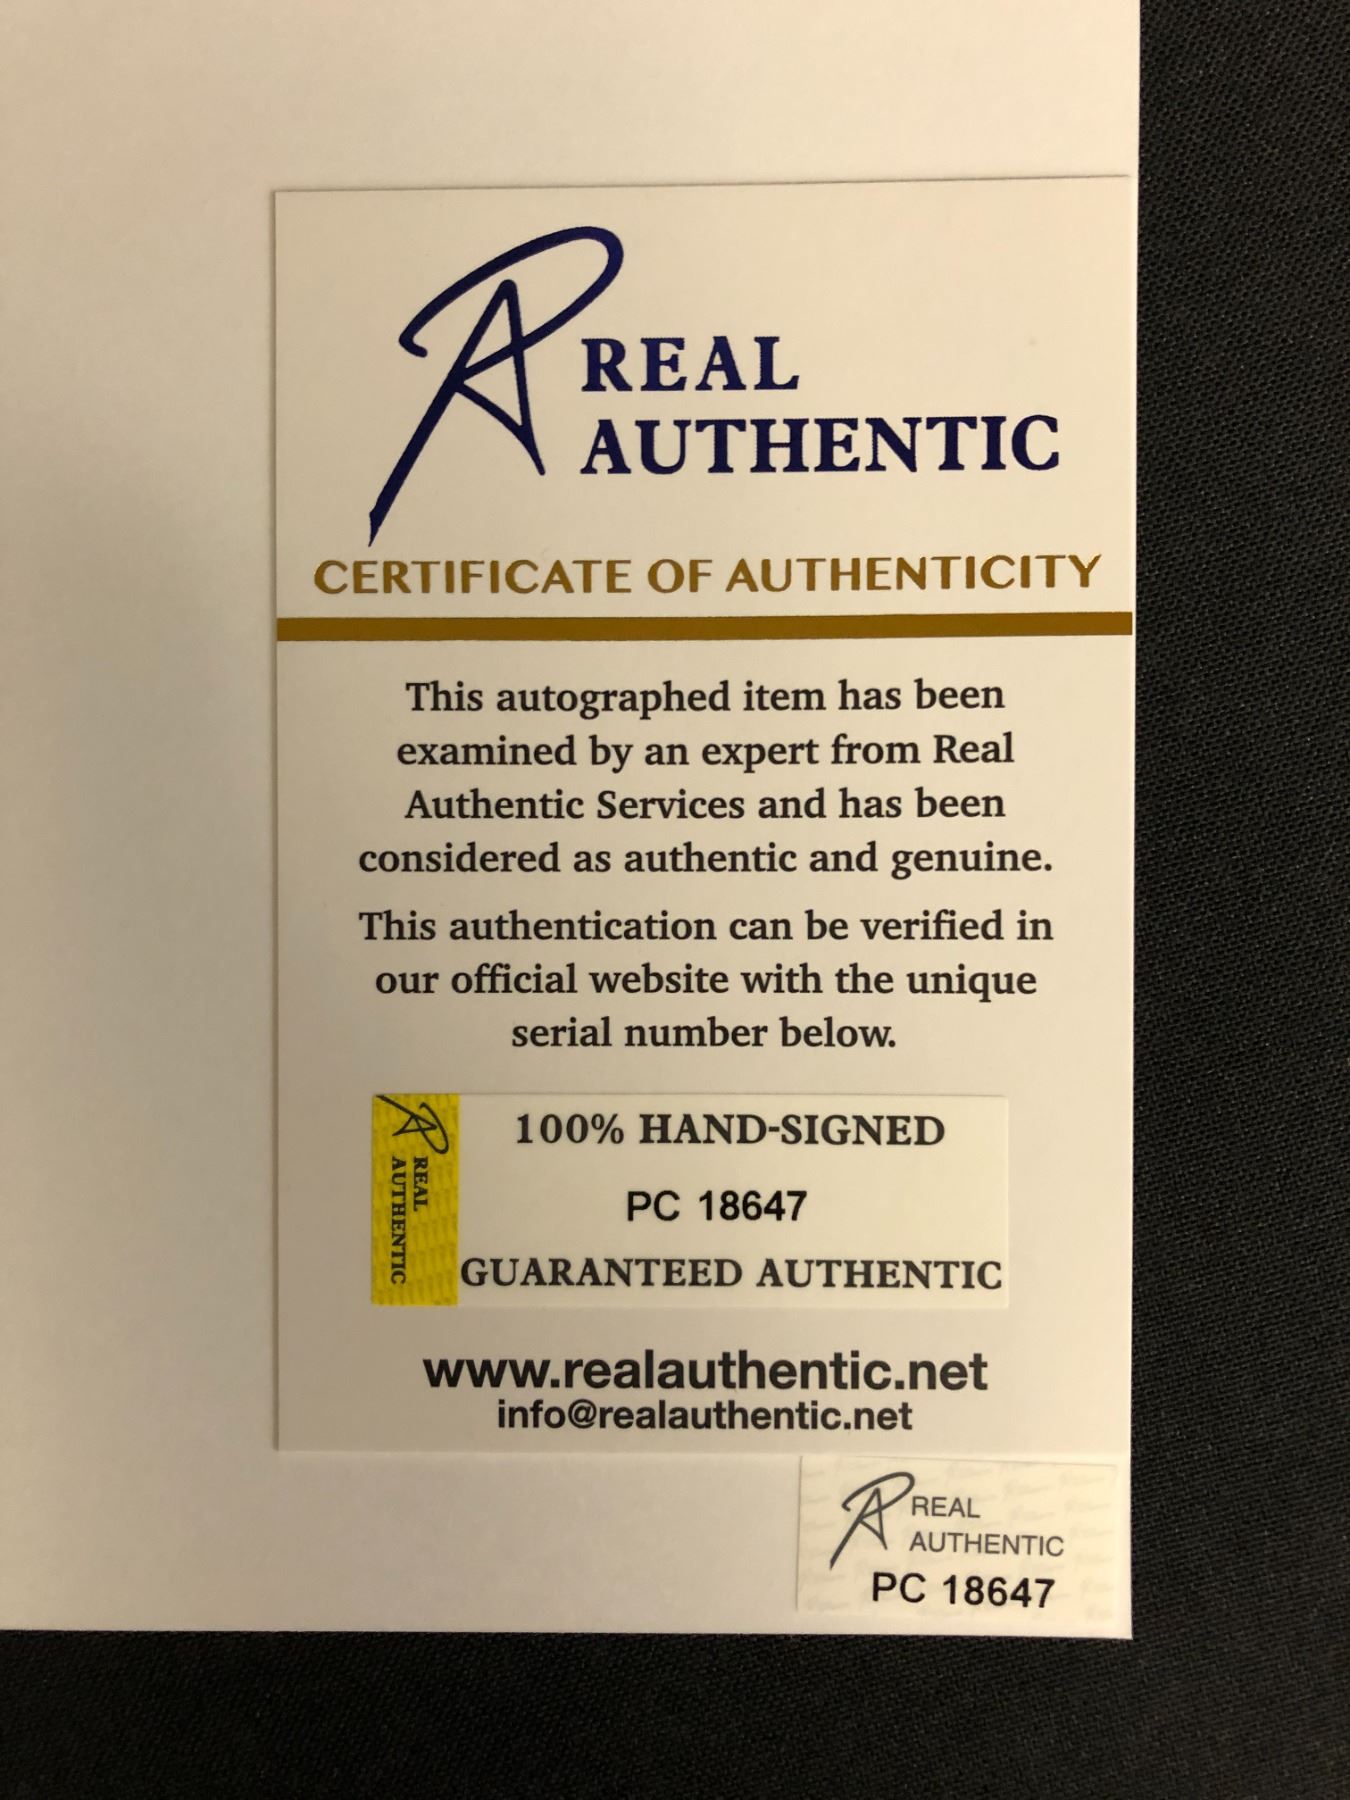 REAL
AUTHENTIC
CERTIFICATE OF AUTHENTICITY
This autographed item has been
examined by an expert from Real
Authentic Services and has been
considered as authentic and genuine.
This authentication can be verified in
our official website with the unique
serial number below.
REAL
AUTHENTIC
100% HAND-SIGNED
PC 18647
GUARANTEED AUTHENTIC
www.realauthentic.net
info@realauthentic.net
REAL
AUTHENTIC
PC 18647